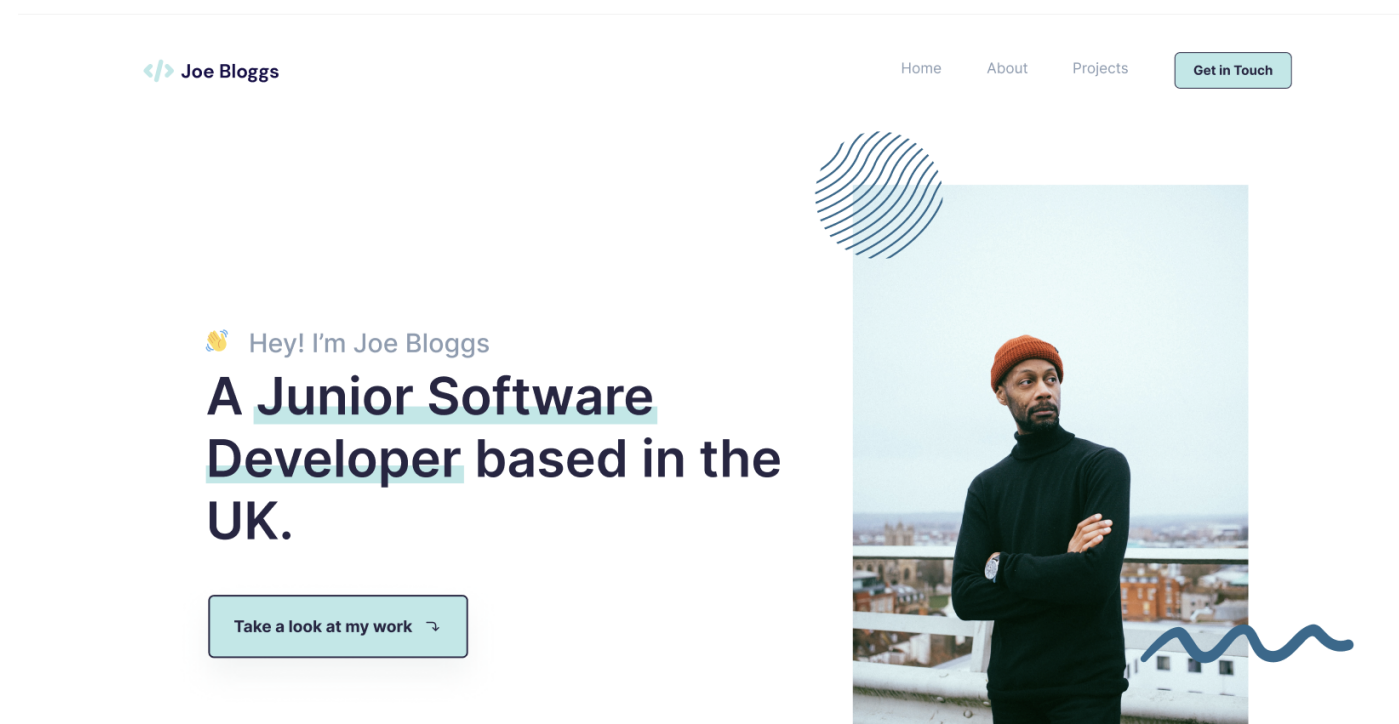 </> Joe Bloggs
Home About Projects Get in Touch
👋 Hey! I’m Joe Bloggs
A Junior Software
Developer based in the
UK.
Take a look at my work